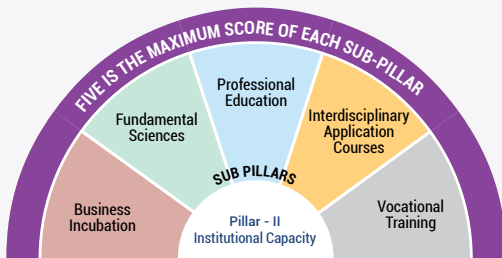 FIVE IS THE MAXIMUM SCORE OF EACH SUB-PILLAR
Professional
Education
Fundamental
Sciences
Interdisciplinary
Application
Courses
SUB PILLARS
Business
Incubation
Pillar - II
Institutional Capacity
Vocational
Training